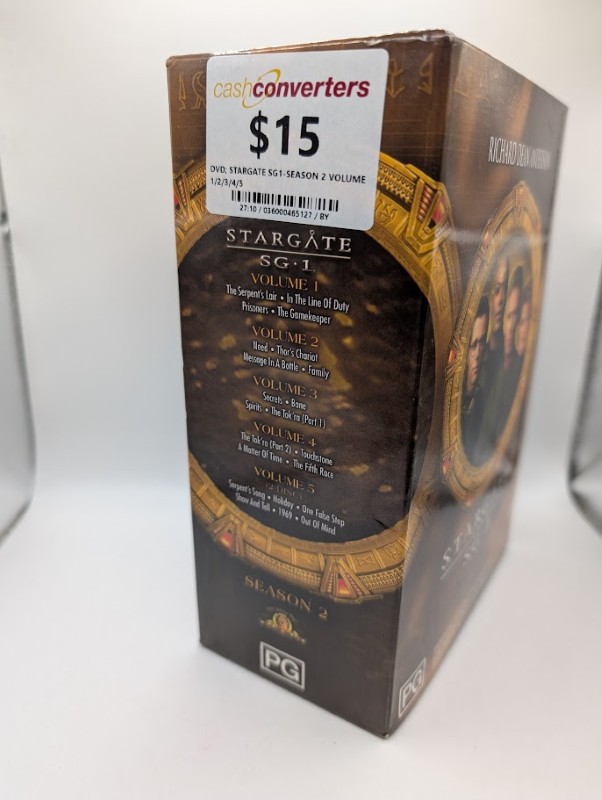 cashconverters
$15
DVD; STARGATE SG1-SEASON 2 VOLUME
1/2/3/4/5
27:10 / 036000465127 / BY
STARGATE
SG·1
VOLUME 1
The Serpent's Lair • In The Line Of Duty
Prisoners • The Gamekeeper
VOLUME 2
Need • Thor's Chariot
Message In A Bottle • Family
VOLUME 3
Secrets • Bane
Spirits • The Tok'ra (Part 1)
VOLUME 4
The Tok'ra (Part 2) • Touchstone
A Matter Of Time • The Fifth Race
VOLUME 5
Serpent's Song • Holiday • One False Step
Show And Tell • 1969 • Out Of Mind
SEASON 2
PG
RICHARD DEAN ANDERSON
STARGATE
SG
PG